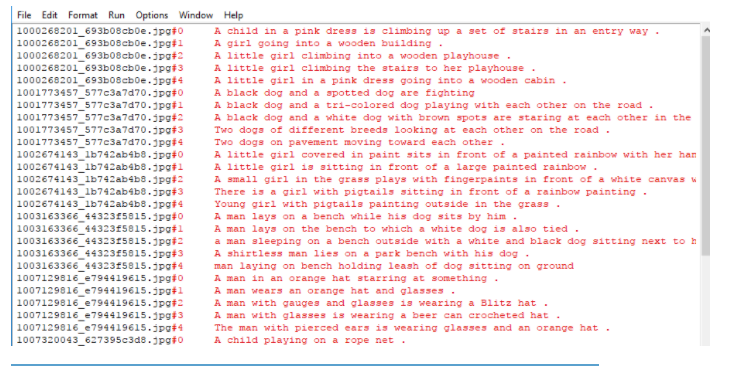 File Edit Format Run Options Window Help
1000268201_693b08cb0e.jpg#0 A child in a pink dress is climbing up a set of stairs in an entry way .
1000268201_693b08cb0e.jpg#1 A girl going into a wooden building .
1000268201_693b08cb0e.jpg#2 A little girl climbing into a wooden playhouse .
1000268201_693b08cb0e.jpg#3 A little girl climbing the stairs to her playhouse .
1000268201_693b08cb0e.jpg#4 A little girl in a pink dress going into a wooden cabin .
1001773457_577c3a7d70.jpg#0 A black dog and a spotted dog are fighting
1001773457_577c3a7d70.jpg#1 A black dog and a tri-colored dog playing with each other on the road .
1001773457_577c3a7d70.jpg#2 A black dog and a white dog with brown spots are staring at each other in the
1001773457_577c3a7d70.jpg#3 Two dogs of different breeds looking at each other on the road .
1001773457_577c3a7d70.jpg#4 Two dogs on pavement moving toward each other .
1002674143_1b742ab4b8.jpg#0 A little girl covered in paint sits in front of a painted rainbow with her han
1002674143_1b742ab4b8.jpg#1 A little girl is sitting in front of a large painted rainbow .
1002674143_1b742ab4b8.jpg#2 A small girl in the grass plays with fingerpaints in front of a white canvas w
1002674143_1b742ab4b8.jpg#3 There is a girl with pigtails sitting in front of a rainbow painting .
1002674143_1b742ab4b8.jpg#4 Young girl with pigtails painting outside in the grass .
1003163366_44323f5815.jpg#0 A man lays on a bench while his dog sits by him .
1003163366_44323f5815.jpg#1 A man lays on the bench to which a white dog is also tied .
1003163366_44323f5815.jpg#2 a man sleeping on a bench outside with a white and black dog sitting next to h
1003163366_44323f5815.jpg#3 A shirtless man lies on a park bench with his dog .
1003163366_44323f5815.jpg#4 man laying on bench holding leash of dog sitting on ground
1007129816_e794419615.jpg#0 A man in an orange hat starring at something .
1007129816_e794419615.jpg#1 A man wears an orange hat and glasses .
1007129816_e794419615.jpg#2 A man with gauges and glasses is wearing a Blitz hat .
1007129816_e794419615.jpg#3 A man with glasses is wearing a beer can crocheted hat .
1007129816_e794419615.jpg#4 The man with pierced ears is wearing glasses and an orange hat .
1007320043_627395c3d8.jpg#0 A child playing on a rope net .